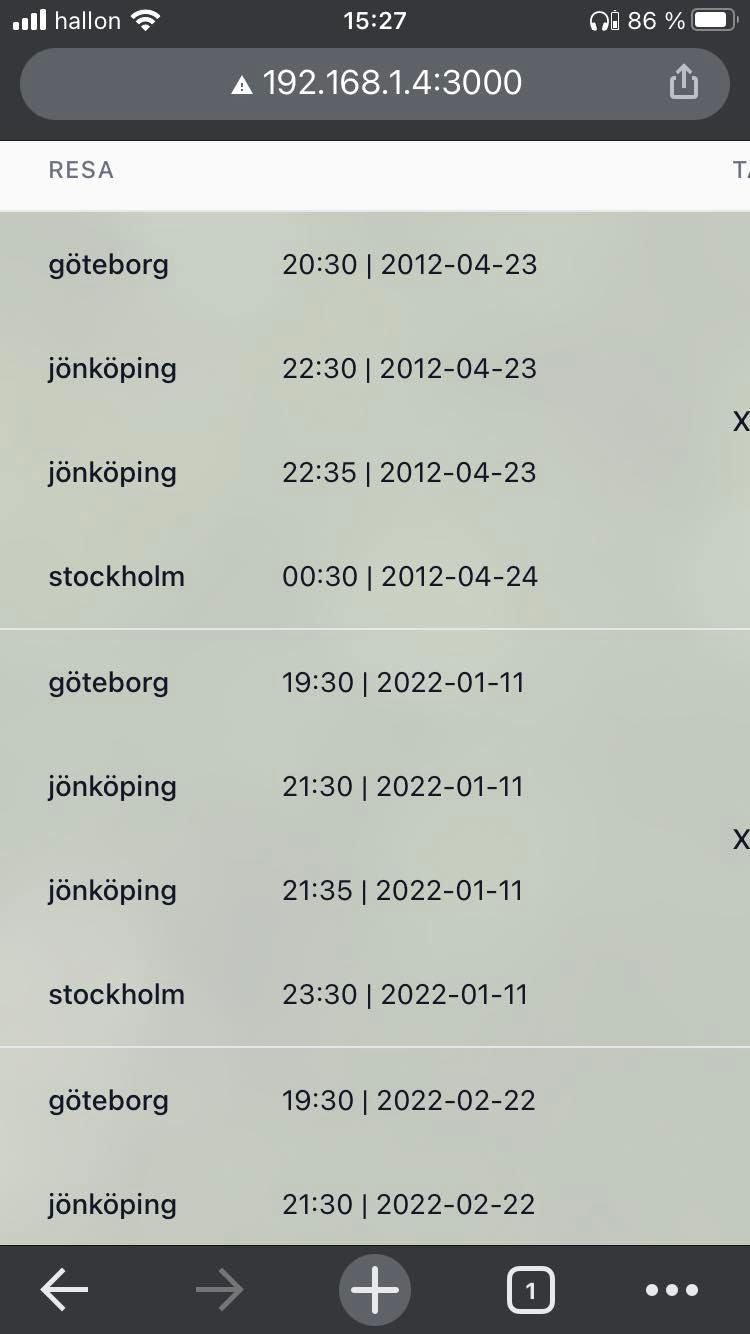 hallon 15:27 86 %
192.168.1.4:3000
RESA TA
göteborg 20:30 | 2012-04-23
jönköping 22:30 | 2012-04-23
X
jönköping 22:35 | 2012-04-23
stockholm 00:30 | 2012-04-24
göteborg 19:30 | 2022-01-11
jönköping 21:30 | 2022-01-11
X
jönköping 21:35 | 2022-01-11
stockholm 23:30 | 2022-01-11
göteborg 19:30 | 2022-02-22
jönköping 21:30 | 2022-02-22
1